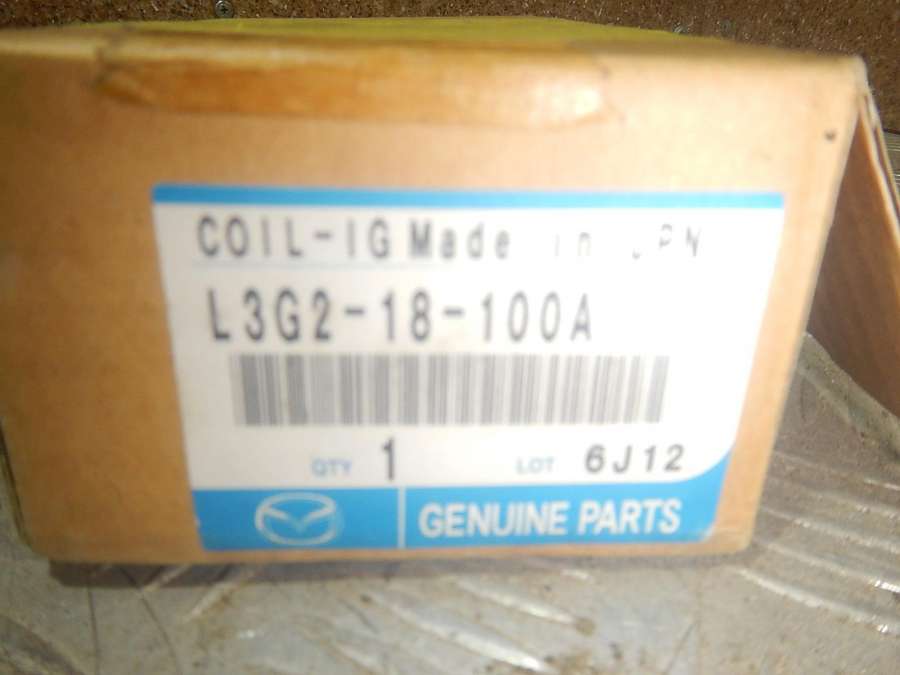 COIL-IG Made in JPN
L3G2-18-100A
QTY 1 LOT 6J12
GENUINE PARTS